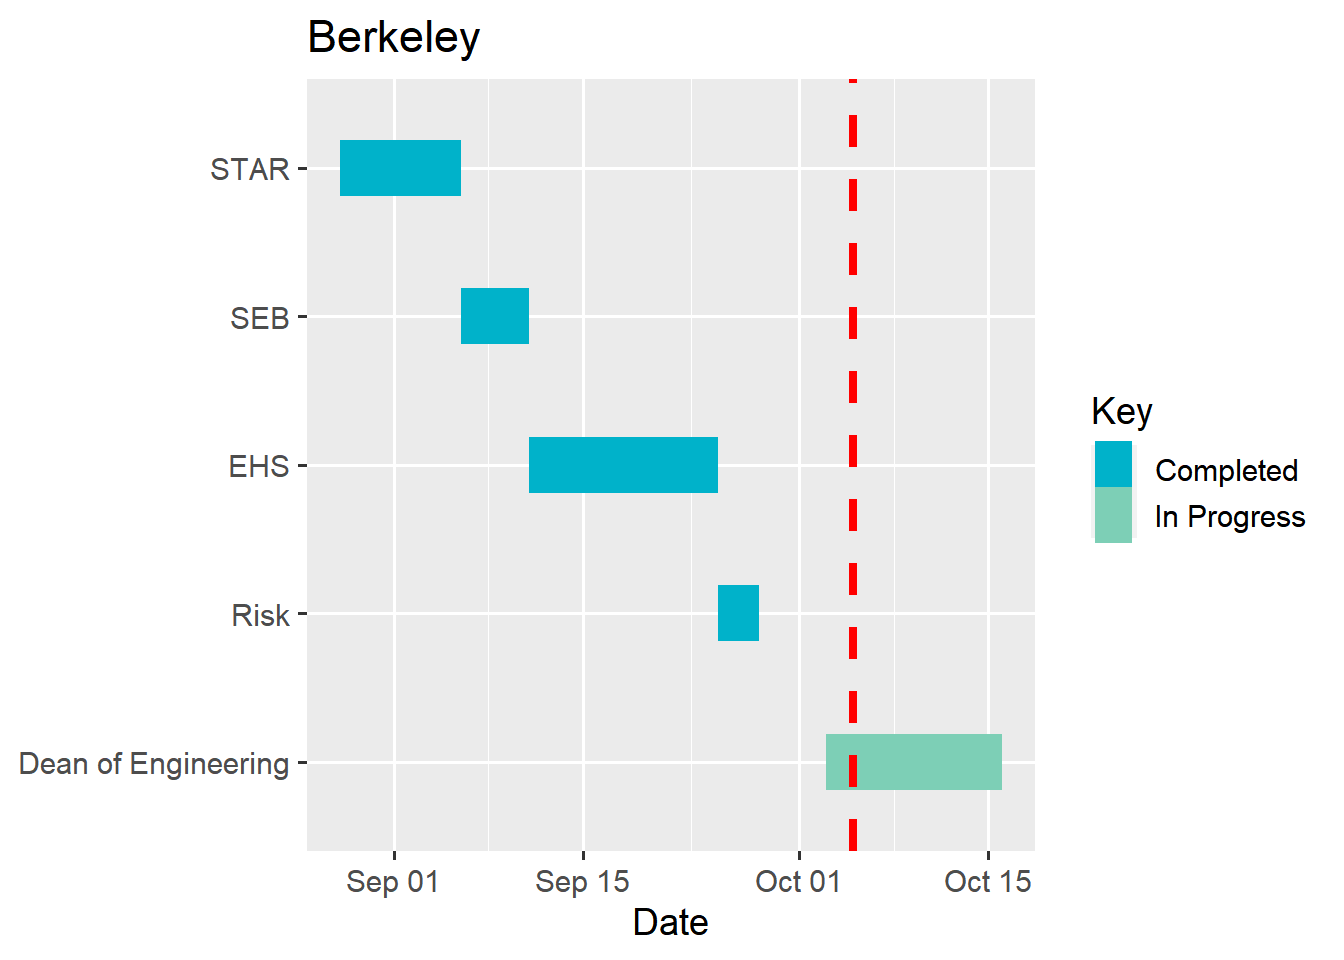 Berkeley
STAR
SEB
EHS
Risk
Dean of Engineering
Sep 01 Sep 15 Oct 01 Oct 15
Date
Key
Completed
In Progress